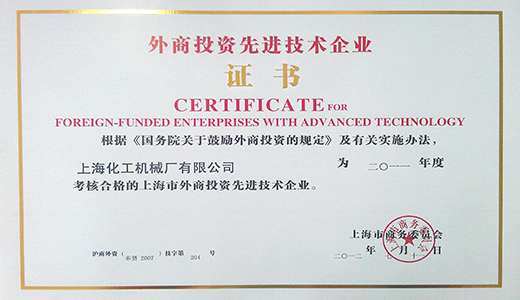 外商投资先进技术企业
证书
CERTIFICATE FOR
FOREIGN-FUNDED ENTERPRISES WITH ADVANCED TECHNOLOGY
根据《国务院关于鼓励外商投资的规定》及有关实施办法，
上海化工机械厂有限公司 为 二〇一一 年度
考核合格的上海市外商投资先进技术企业。
上海市商务委员会
二〇一二 年 月 日
沪商外资( 2007 )技字第 204 号